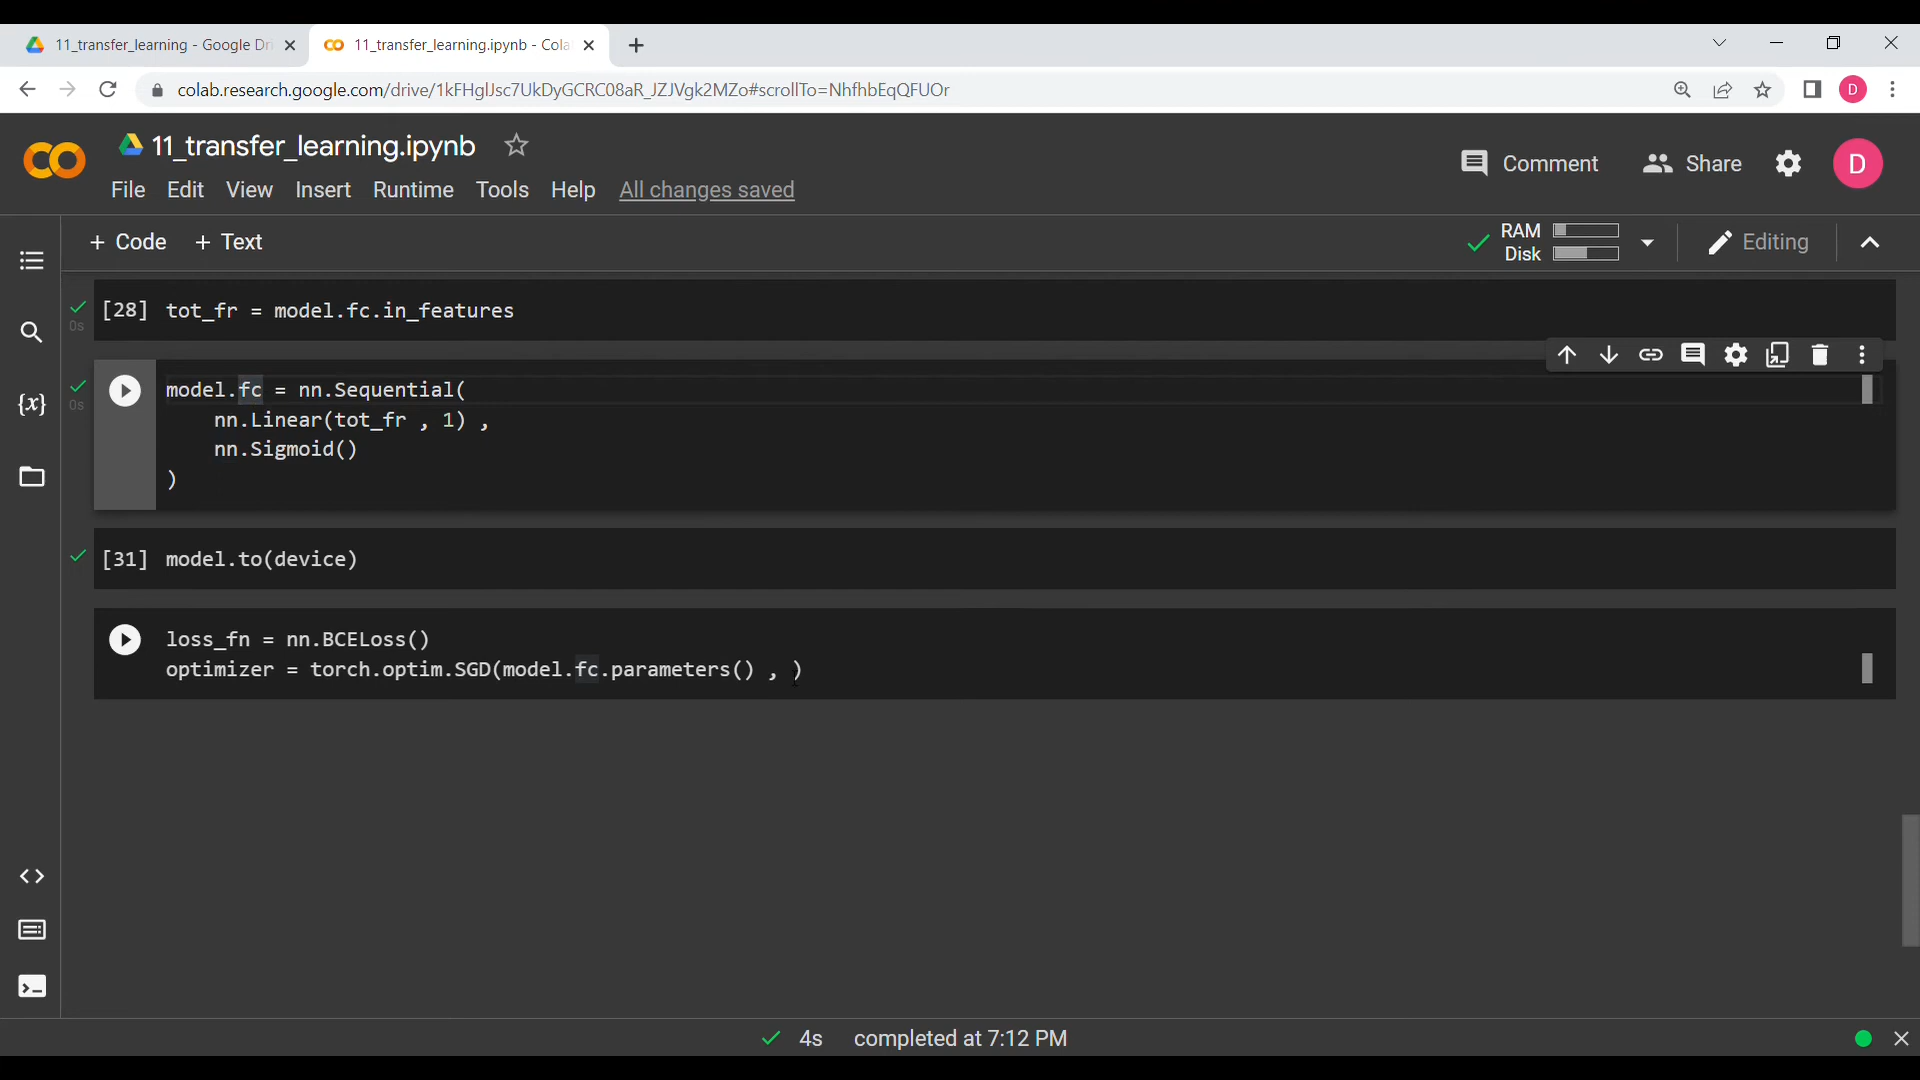 11_transfer_learning - Google Dr
11_transfer_learning.ipynb - Cola
colab.research.google.com/drive/1kFHglJsc7UkDyGCRC08aR_JZJVgk2MZo#scrollTo=NhfhbEqQFUOr
D
11_transfer_learning.ipynb
Comment
Share
D
File Edit View Insert Runtime Tools Help All changes saved
+ Code + Text
RAM
Disk
Editing
[28] tot_fr = model.fc.in_features
0s
model.fc = nn.Sequential(
0s
nn.Linear(tot_fr , 1) ,
nn.Sigmoid()
)
{x}
[31] model.to(device)
loss_fn = nn.BCELoss()
optimizer = torch.optim.SGD(model.fc.parameters() , )
4s completed at 7:12 PM